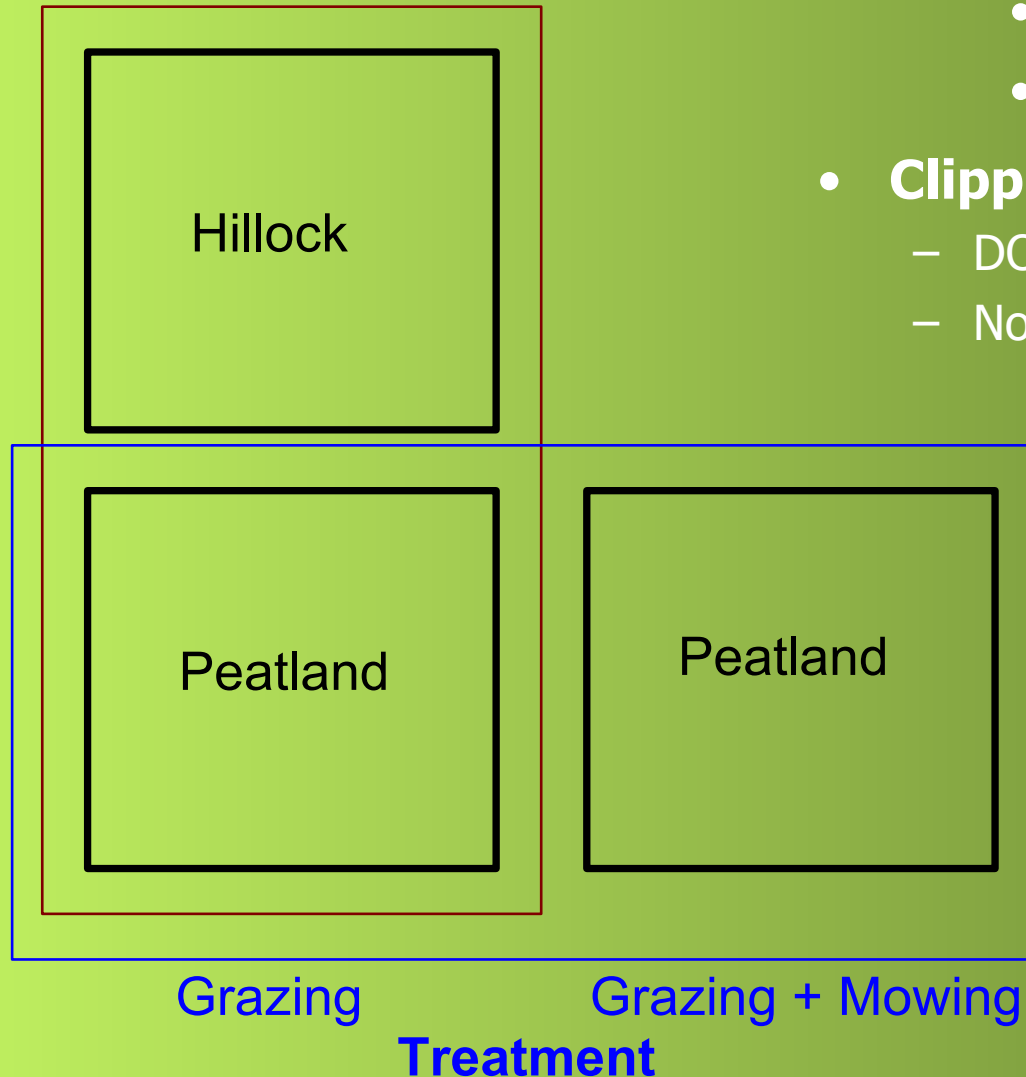 Hillock
Peatland
Peatland
Grazing
Grazing + Mowing
Treatment